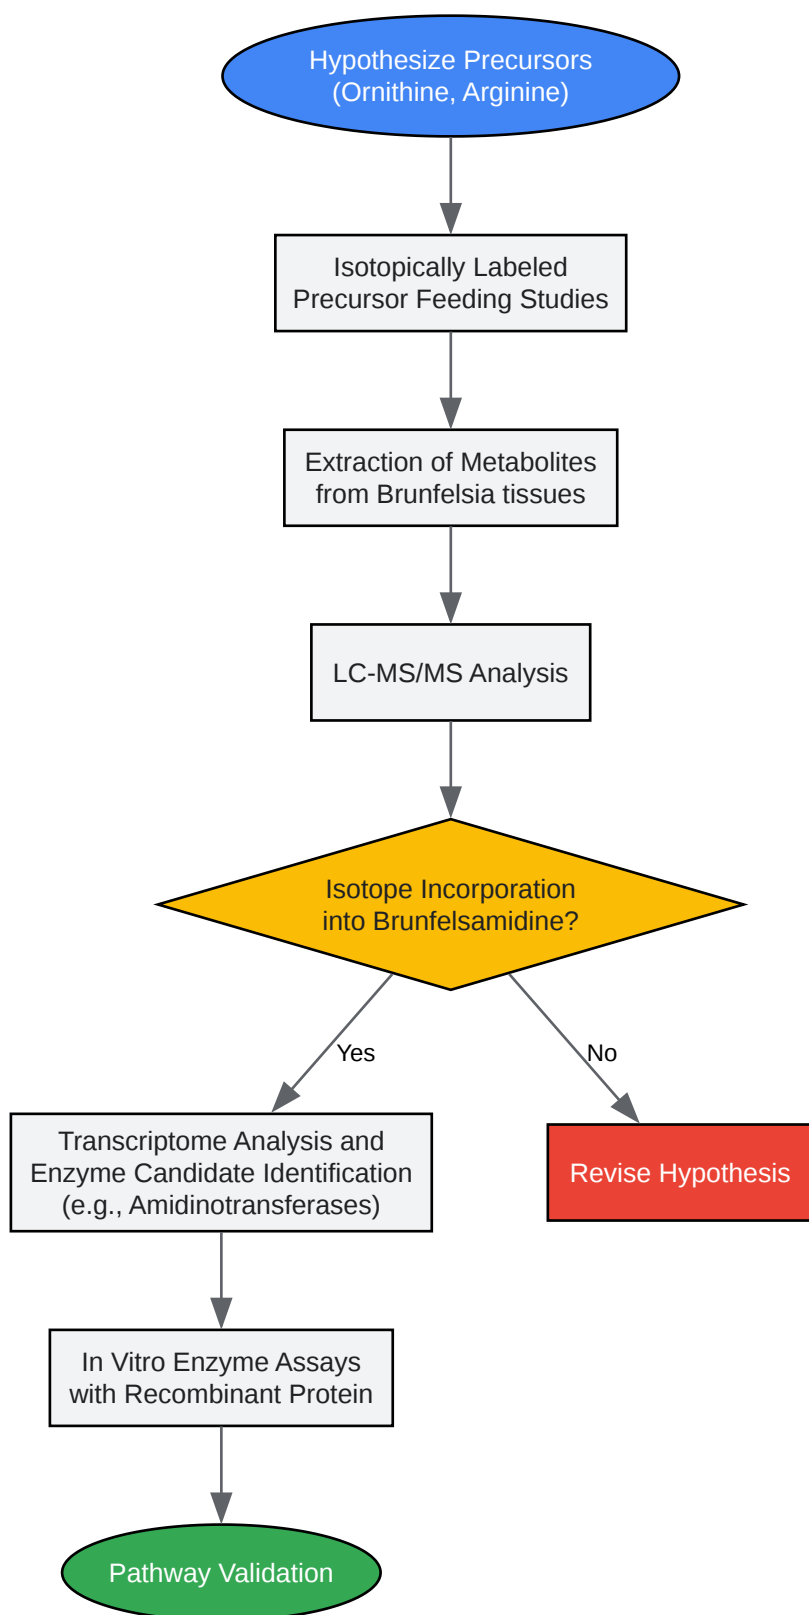 Hypothesize Precursors
(Ornithine, Arginine)
Isotopically Labeled
Precursor Feeding Studies
Extraction of Metabolites
from Brunfelsia tissues
LC-MS/MS Analysis
Isotope Incorporation
into Brunfelsamidine?
Yes
No
Transcriptome Analysis and
Enzyme Candidate Identification
(e.g., Amidinotransferases)
Revise Hypothesis
In Vitro Enzyme Assays
with Recombinant Protein
Pathway Validation